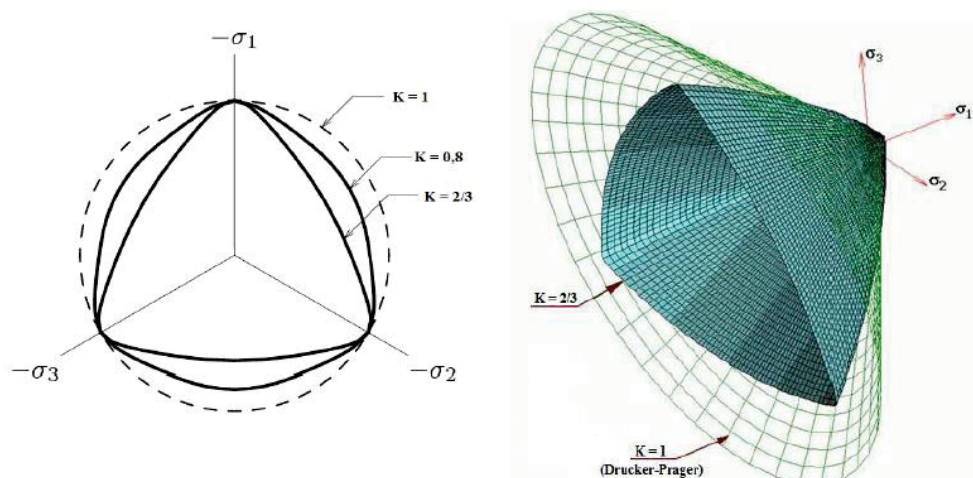 −σ1
K = 1
K = 0,8
K = 2/3
−σ3
−σ2
σ3
σ1
σ2
K = 2/3
K = 1
(Drucker-Prager)